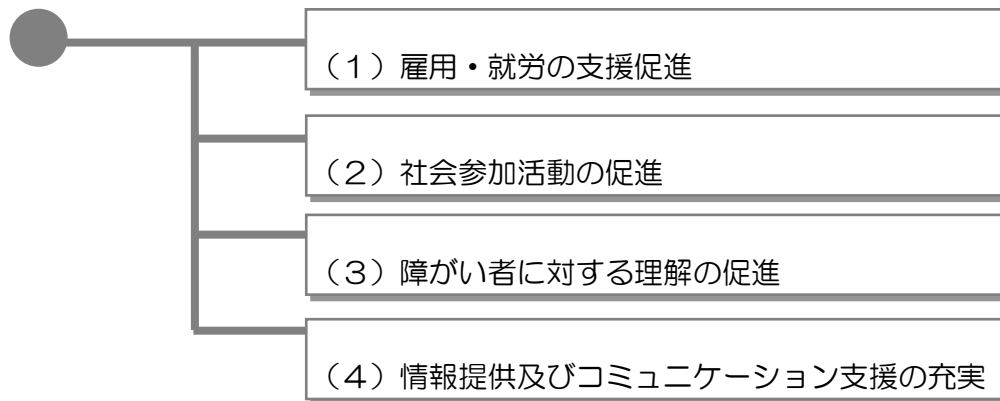 （１）雇用・就労の支援促進
（２）社会参加活動の促進
（３）障がい者に対する理解の促進
（４）情報提供及びコミュニケーション支援の充実